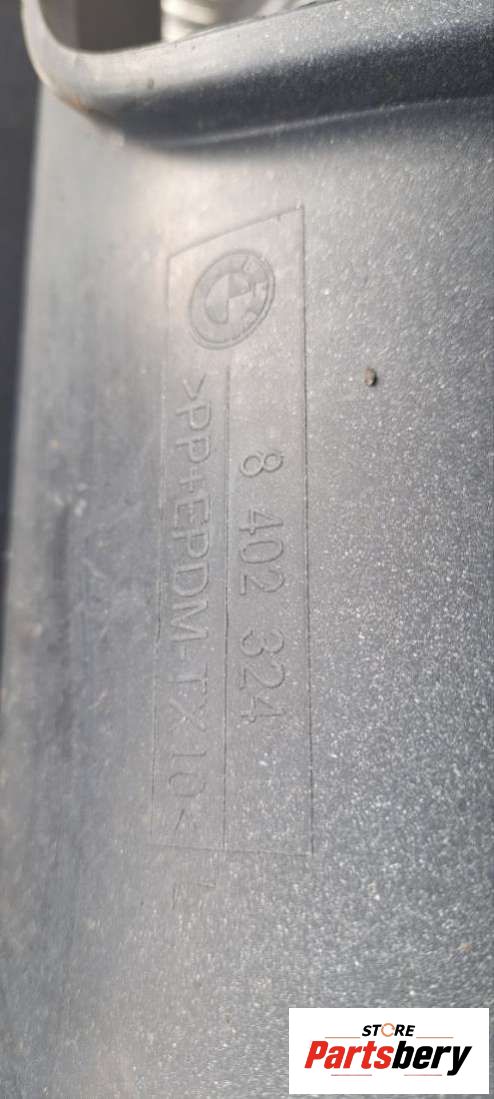 8 402 324
>PP+EPDM-TX10<
STORE
Partsbery